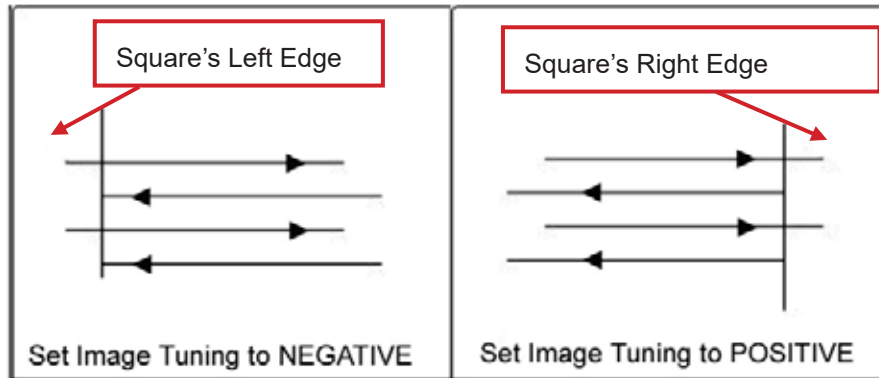 Square’s Left Edge
Square’s Right Edge
Set Image Tuning to NEGATIVE
Set Image Tuning to POSITIVE